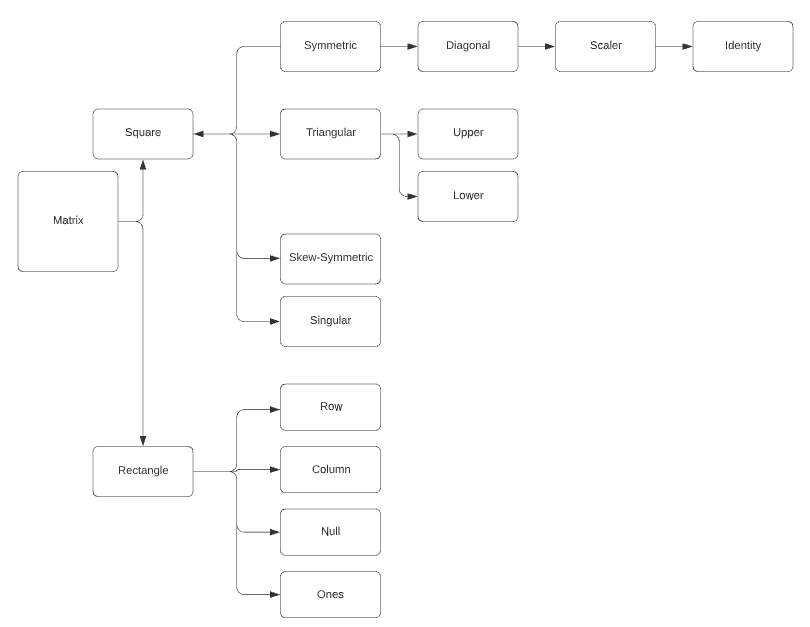 Symmetric
Diagonal
Scaler
Identity
Square
Triangular
Upper
Lower
Matrix
Skew-Symmetric
Singular
Row
Rectangle
Column
Null
Ones